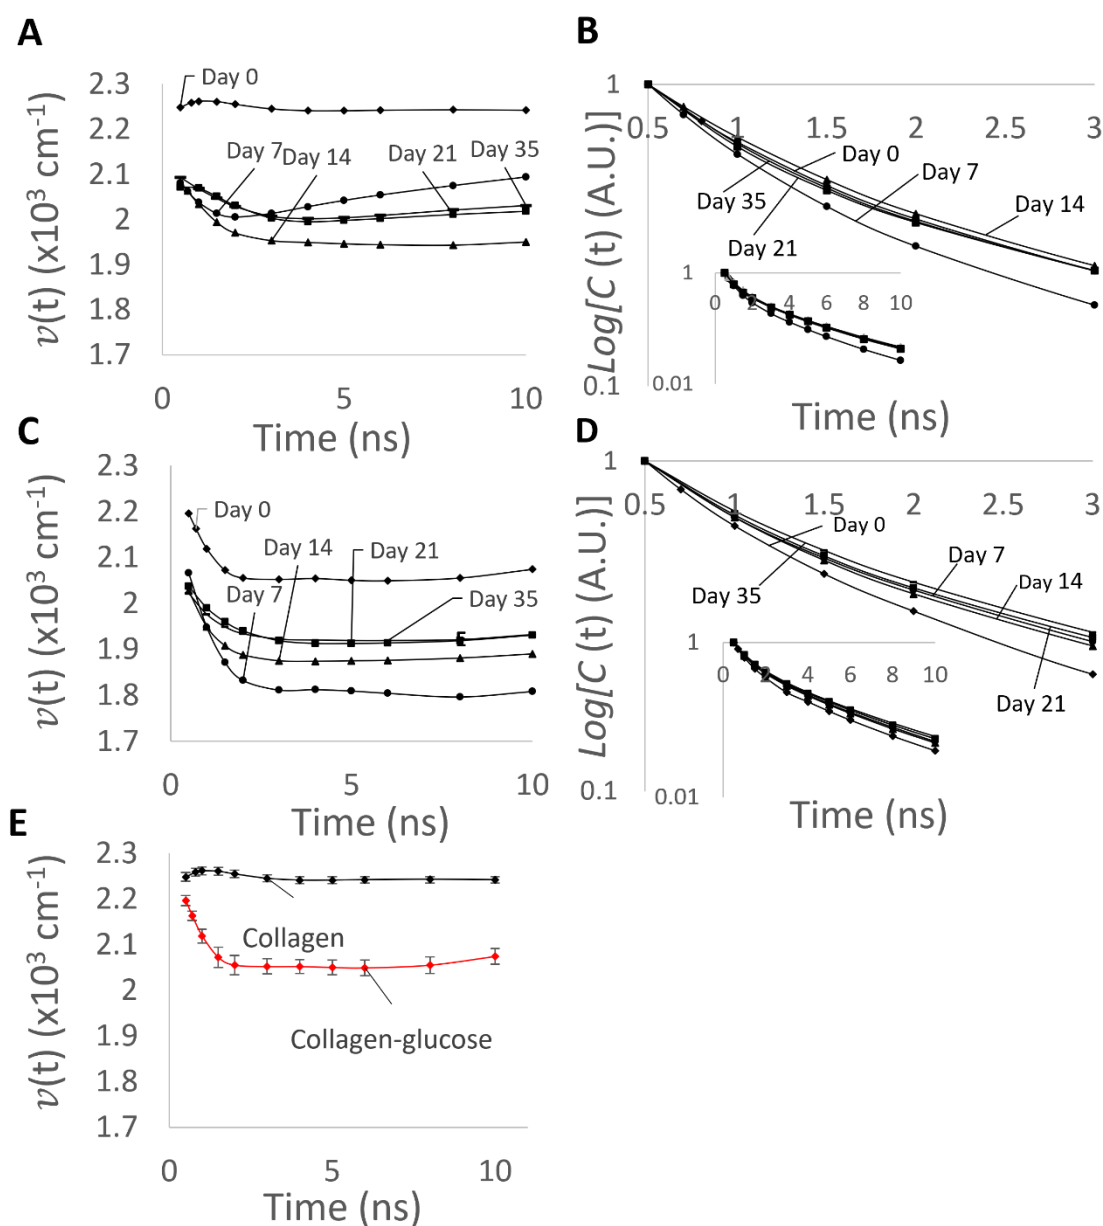 A
2.3
2.2
2.1
2
1.9
1.8
1.7
ν(t) (x10³ cm⁻¹)
Day 0
Day 7
Day 14
Day 21
Day 35
0
5
10
Time (ns)
B
1
0.5
1
1.5
2
2.5
3
Log[C (t) (A.U.)]
Day 0
Day 7
Day 35
Day 14
Day 21
1
0
2
4
6
8
10
0.01
0.1
Time (ns)
C
2.3
2.2
2.1
2
1.9
1.8
1.7
ν(t) (x10³ cm⁻¹)
Day 0
Day 14
Day 21
Day 7
Day 35
0
5
10
Time (ns)
D
1
0.5
1
1.5
2
2.5
3
Log[C (t) (A.U.)]
Day 0
Day 7
Day 35
Day 14
Day 21
1
0
2
4
6
8
10
0.01
0.1
Time (ns)
E
2.3
2.2
2.1
2
1.9
1.8
1.7
ν(t) (x10³ cm⁻¹)
Collagen
Collagen-glucose
0
5
10
Time (ns)